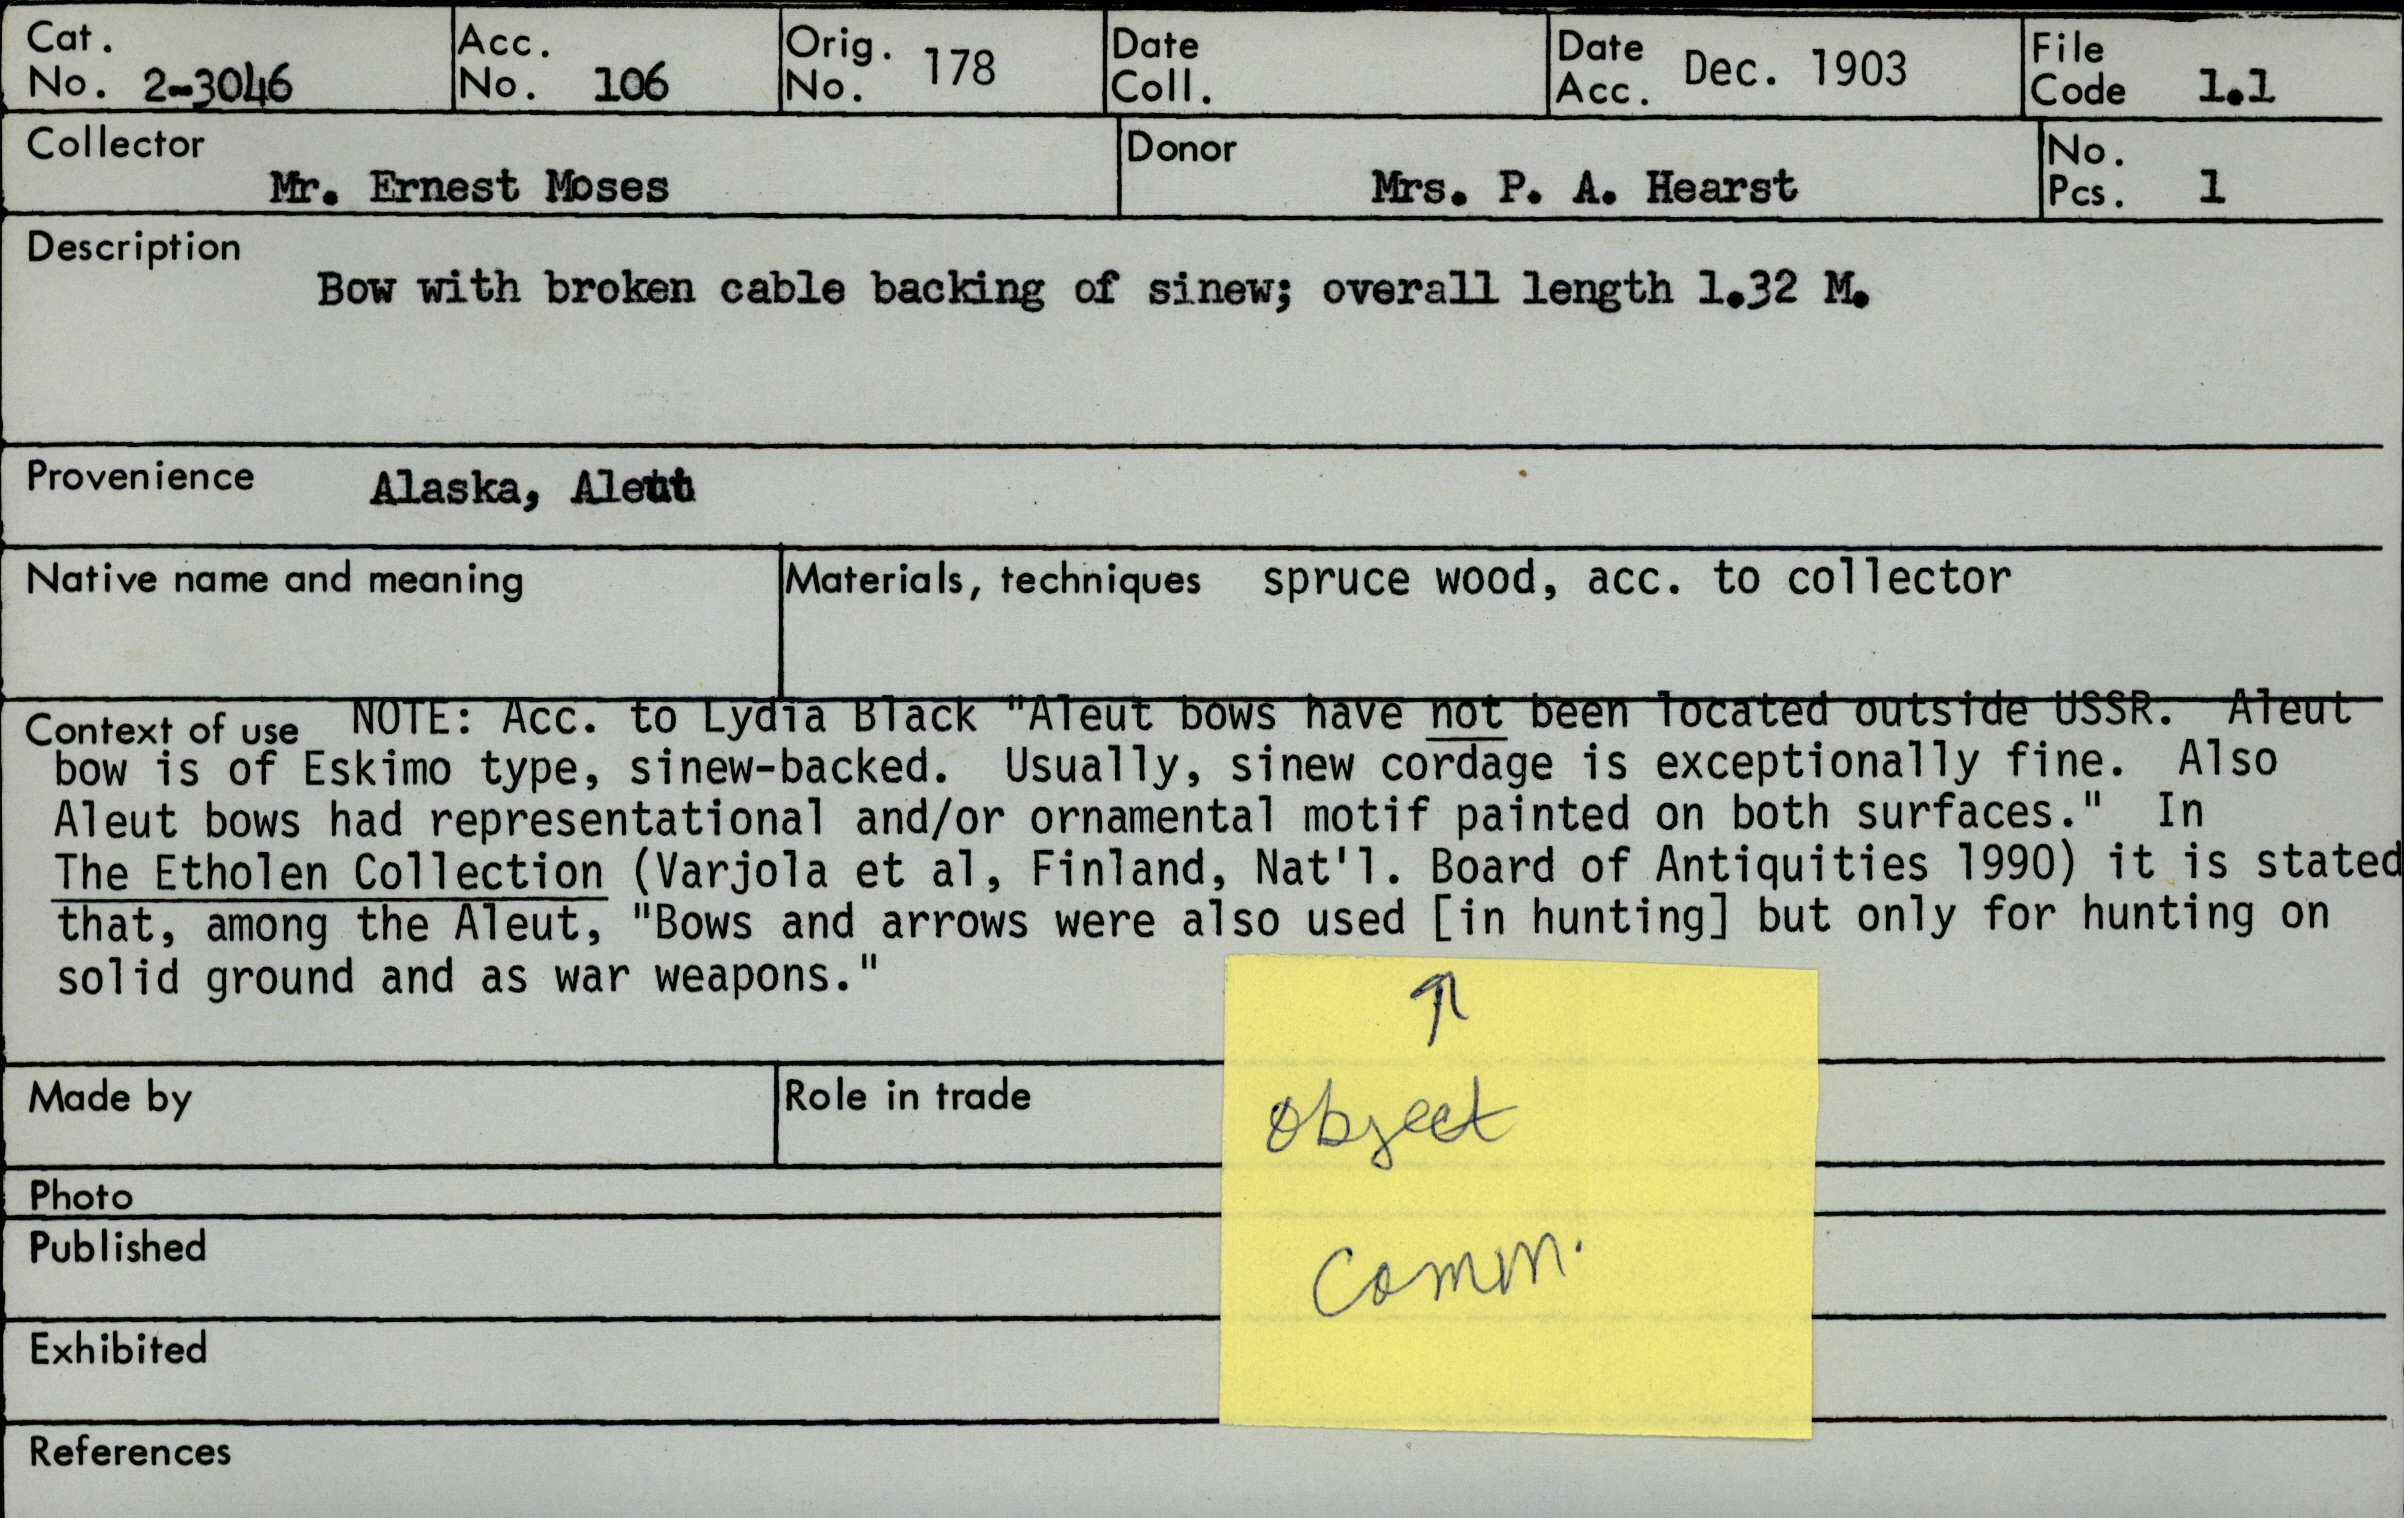 Cat. No. 2-3046
Acc. No. 106
Orig. No. 178
Date Coll.
Date Acc. Dec. 1903
File Code 1.1
Collector Mr. Ernest Moses
Donor Mrs. P. A. Hearst
No. Pcs. 1
Description
Bow with broken cable backing of sinew; overall length 1.32 M.
Provenience Alaska, Aleut
Native name and meaning
Materials, techniques spruce wood, acc. to collector
Context of use NOTE: Acc. to Lydia Black "Aleut bows have not been located outside USSR. Aleut
bow is of Eskimo type, sinew-backed. Usually, sinew cordage is exceptionally fine. Also
Aleut bows had representational and/or ornamental motif painted on both surfaces." In
The Etholen Collection (Varjola et al, Finland, Nat'l. Board of Antiquities 1990) it is stated
that, among the Aleut, "Bows and arrows were also used [in hunting] but only for hunting on
solid ground and as war weapons."
↑
object
Comm.
Made by
Role in trade
Photo
Published
Exhibited
References